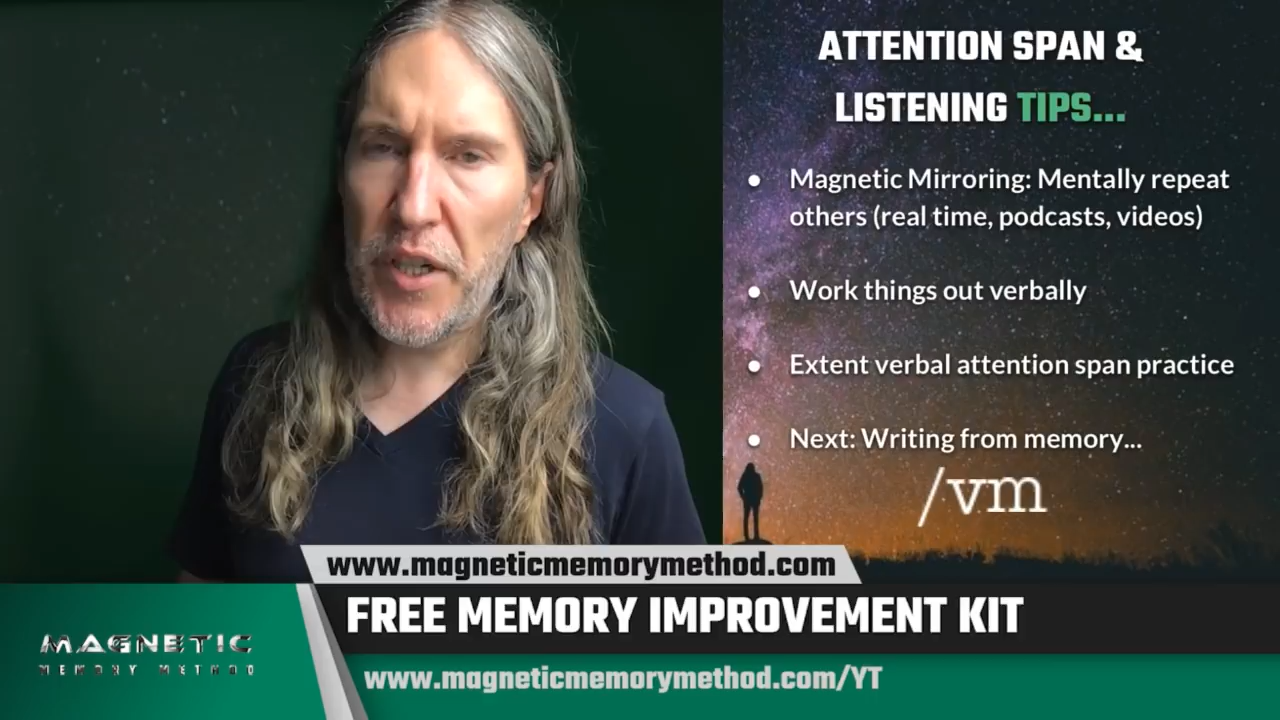 ATTENTION SPAN &
LISTENING TIPS...
● Magnetic Mirroring: Mentally repeat
others (real time, podcasts, videos)
● Work things out verbally
● Extent verbal attention span practice
● Next: Writing from memory...
/vm
www.magneticmemorymethod.com
FREE MEMORY IMPROVEMENT KIT
MAGNETIC
MEMORY METHOD
www.magneticmemorymethod.com/YT